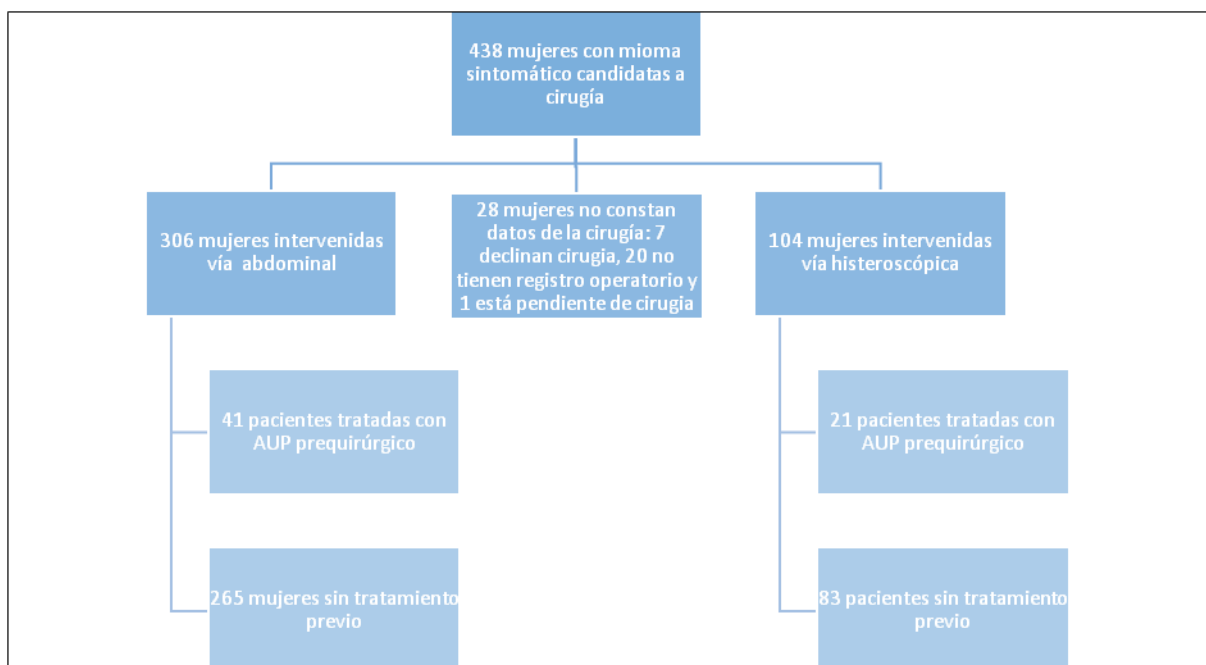 438 mujeres con mioma
sintomático candidatas a
cirugía
306 mujeres intervenidas
vía abdominal
28 mujeres no constan
datos de la cirugía: 7
declinan cirugia, 20 no
tienen registro operatorio y
1 está pendiente de cirugia
104 mujeres intervenidas
vía histeroscópica
41 pacientes tratadas con
AUP prequirúrgico
21 pacientes tratadas con
AUP prequirúrgico
265 mujeres sin tratamiento
previo
83 pacientes sin tratamiento
previo